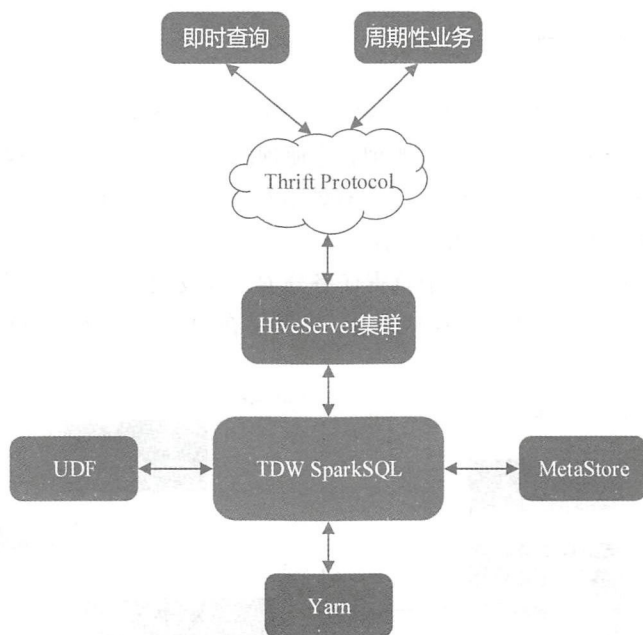 即时查询
周期性业务
Thrift Protocol
HiveServer集群
UDF
TDW SparkSQL
MetaStore
Yarn